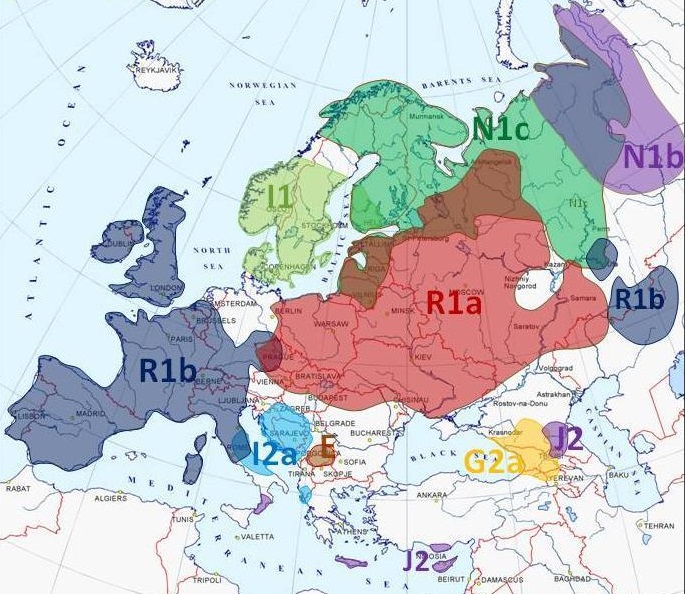 REYKJAVIK
NORWEGIAN
SEA
BARENTS SEA
Murmansk
N1c
N1b
Arhangelsk
I1
N1c
STOCKHOLM
HELSINKI
St-Petersburg
Perm
ATLANTIC OCEAN
NORTH
SEA
TALLINN
DUBLIN
COPENHAGEN
RIGA
Kazan
Nizhniy
Novgorod
MOSCOW
R1a
R1b
Samara
LONDON
VILNIUS
AMSTERDAM
BERLIN
MINSK
BRUSSELS
WARSAW
Saratov
PARIS
PRAGUE
KIEV
R1b
BRATISLAVA
Volgograd
VIENNA
BERNE
BUDAPEST
CHISINAU
Astrakhan
LJUBLJANA
ZAGREB
Rostov-na-Donu
LISBON
MADRID
BELGRADE
SARAJEVO
BUCHAREST
Krasnodar
J2
I2a
E
SOFIA
BLACK SEA
G2a
TIRANA
SKOPJE
YEREVAN
BAKU
RABAT
ALGIERS
MEDITERRANEAN SEA
ANKARA
TUNIS
ATHENS
TEHRAN
VALETTA
J2
NICOSIA
TRIPOLI
BEIRUT
DAMASCUS
BAGHDAD